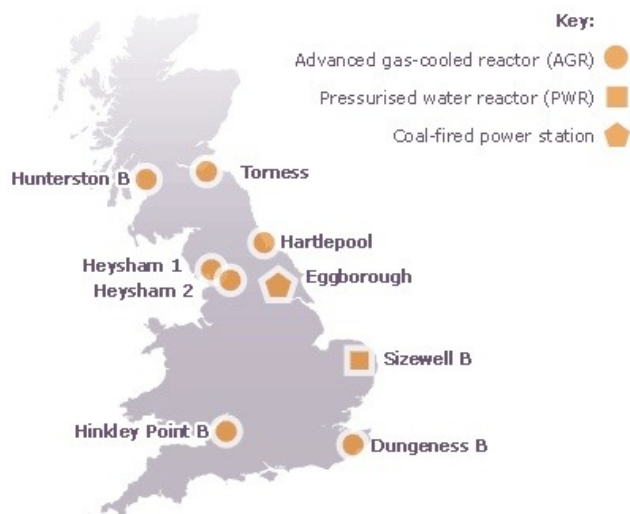 Key:
Advanced gas-cooled reactor (AGR)
Pressurised water reactor (PWR)
Coal-fired power station
Hunterston B
Torness
Hartlepool
Heysham 1
Eggborough
Heysham 2
Sizewell B
Hinkley Point B
Dungeness B